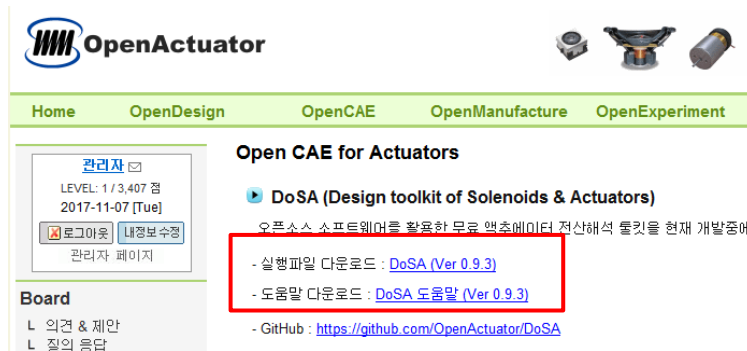 OpenActuator
Home OpenDesign OpenCAE OpenManufacture OpenExperiment
관리자
LEVEL: 1 / 3,407 점
2017-11-07 [Tue]
로그아웃 내정보수정
관리자 페이지
Board
L 의견 & 제안
L 질의 응답
Open CAE for Actuators
DoSA (Design toolkit of Solenoids & Actuators)
오픈소스 소프트웨어를 활용한 무료 액추에이터 전산해석 툴킷을 현재 개발중에
- 실행파일 다운로드 : DoSA (Ver 0.9.3)
- 도움말 다운로드 : DoSA 도움말 (Ver 0.9.3)
- GitHub : https://github.com/OpenActuator/DoSA